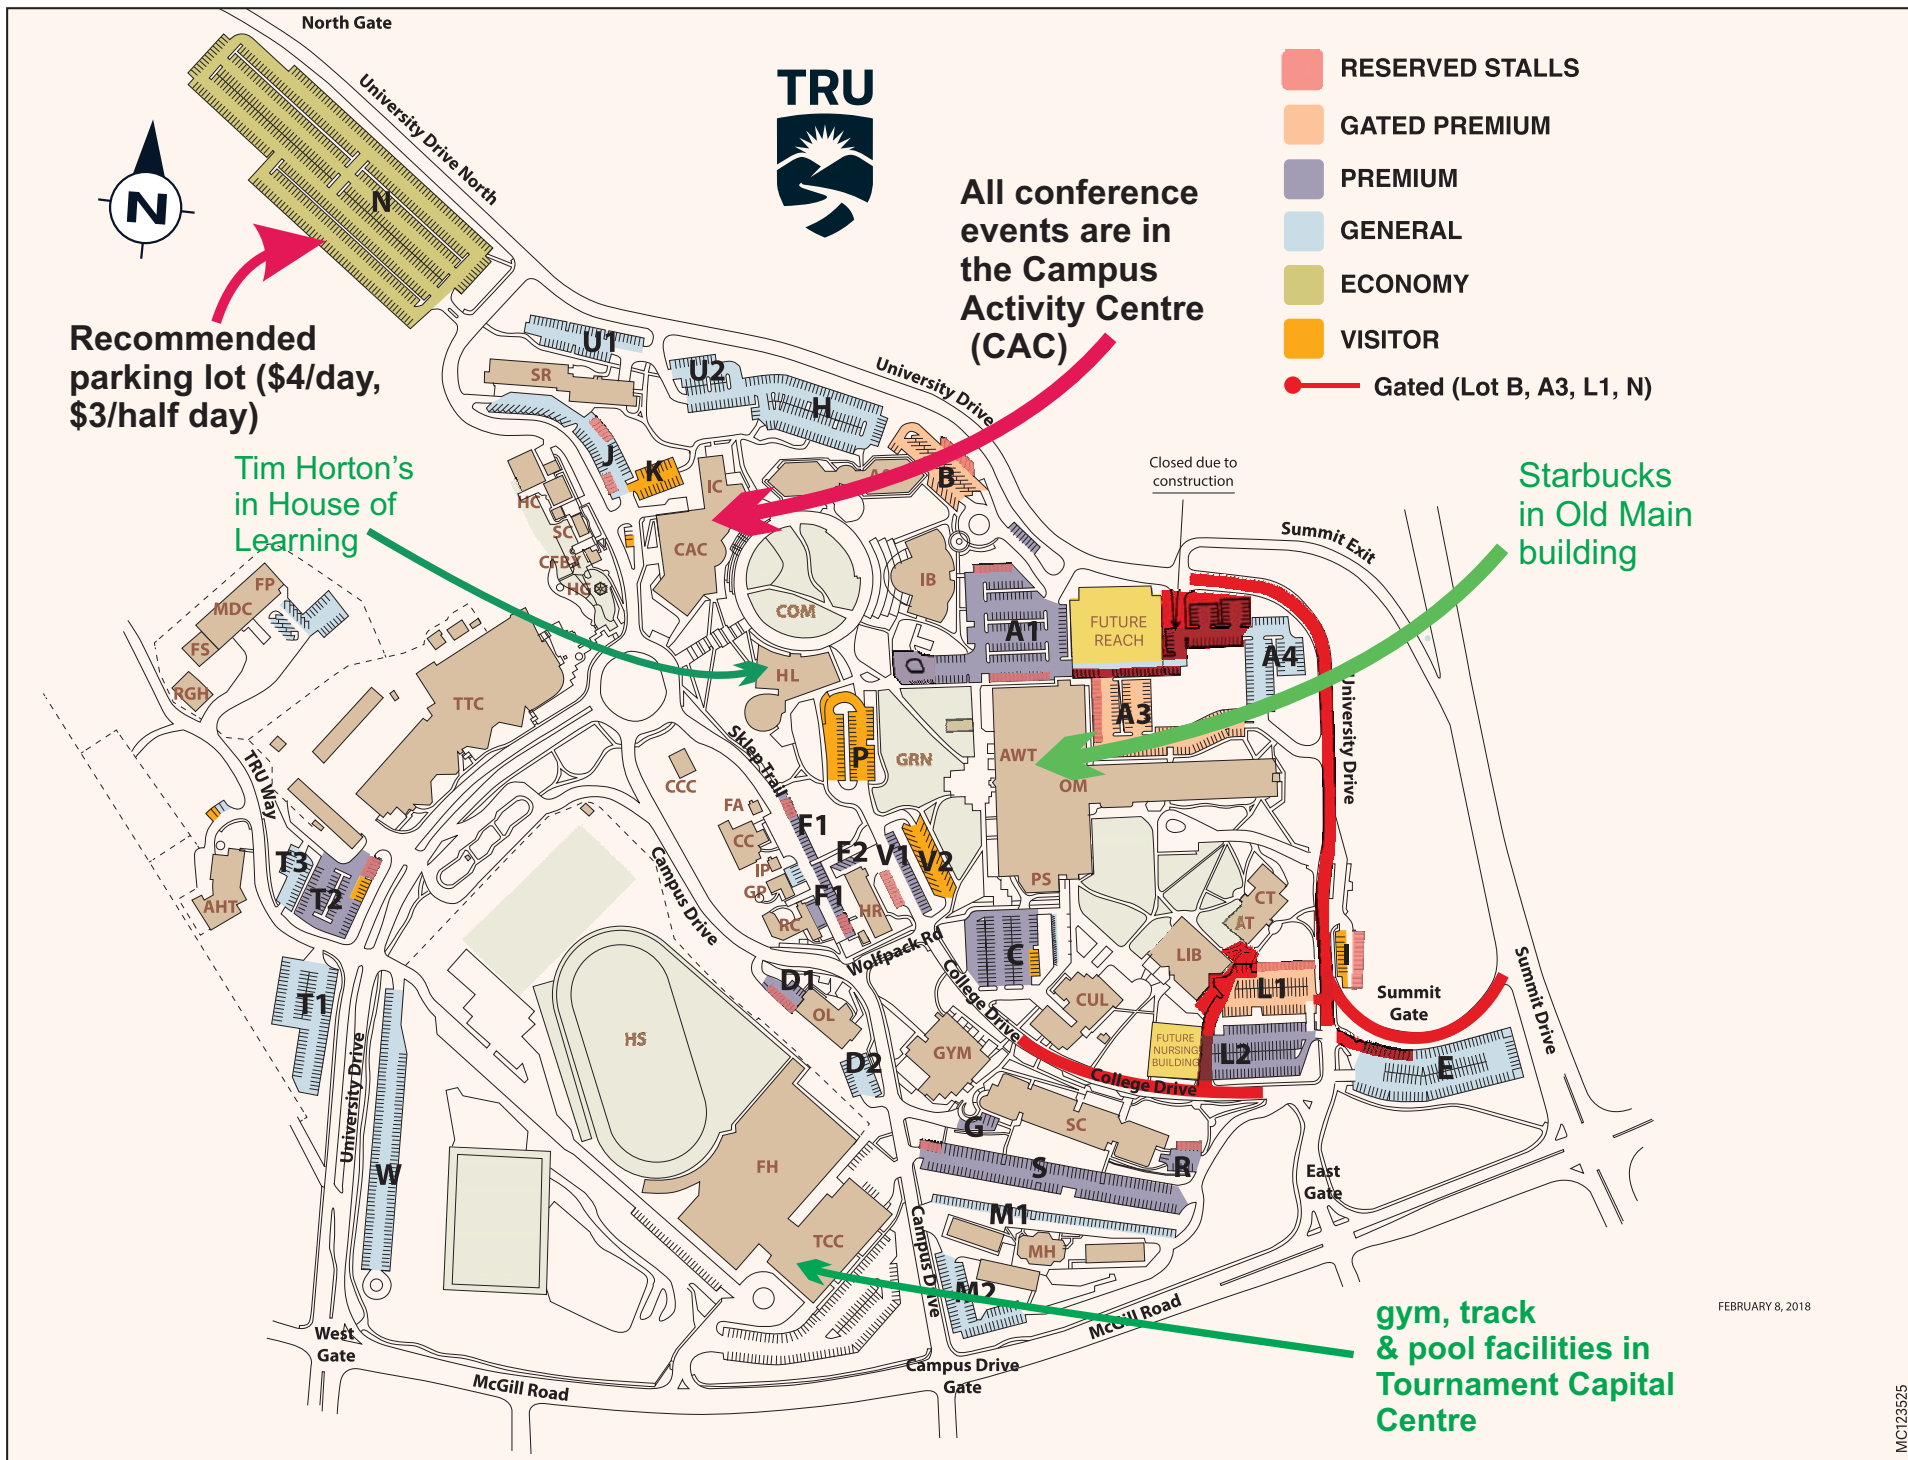 North Gate
University Drive North
TRU
N
RESERVED STALLS
GATED PREMIUM
PREMIUM
GENERAL
ECONOMY
VISITOR
Gated (Lot B, A3, L1, N)
All conference
events are in
the Campus
Activity Centre
(CAC)
N
Recommended
parking lot ($4/day,
$3/half day)
U1
SR
U2
H
University Drive
J
K
IC
B
Closed due to
construction
Tim Horton's
in House of
Learning
Starbucks
in Old Main
building
HC
SC
CFBX
HG
CAC
COM
IB
Summit Exit
FP
MDC
FS
RGH
TTC
HL
O
A1
FUTURE
REACH
A4
A3
University Drive
P
GRN
AWT
OM
Sklep Trail
CCC
FA
CC
IP
GP
RC
F1
F2
F1
V1
V2
HR
PS
TRU Way
T3
T2
AHT
T1
Campus Drive
Wolfpack Rd
College Drive
C
CT
AT
LIB
L1
I
Summit
Gate
Summit Drive
D1
OL
D2
CUL
GYM
FUTURE
NURSING
BUILDING
L2
E
HS
College Drive
SC
G
S
R
East
Gate
University Drive
W
FH
TCC
M1
MH
M2
Campus Drive
McGill Road
FEBRUARY 8, 2018
gym, track
& pool facilities in
Tournament Capital
Centre
West
Gate
McGill Road
Campus Drive
Gate
MC123525